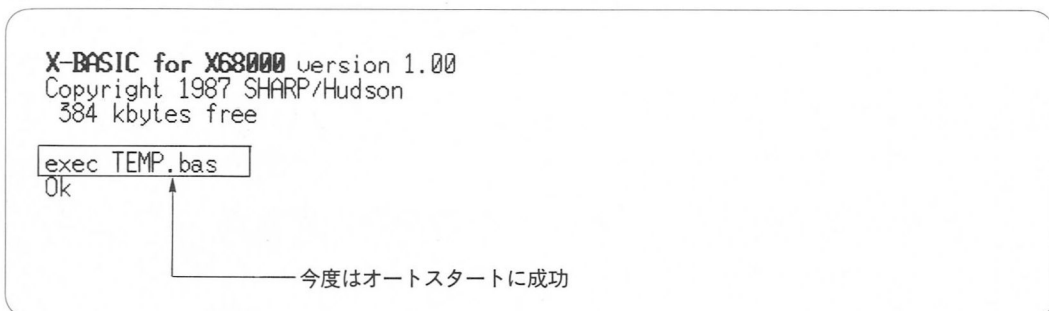 X-BASIC for X68000 version 1.00
Copyright 1987 SHARP/Hudson
384 kbytes free
exec TEMP.bas
Ok
今度はオートスタートに成功